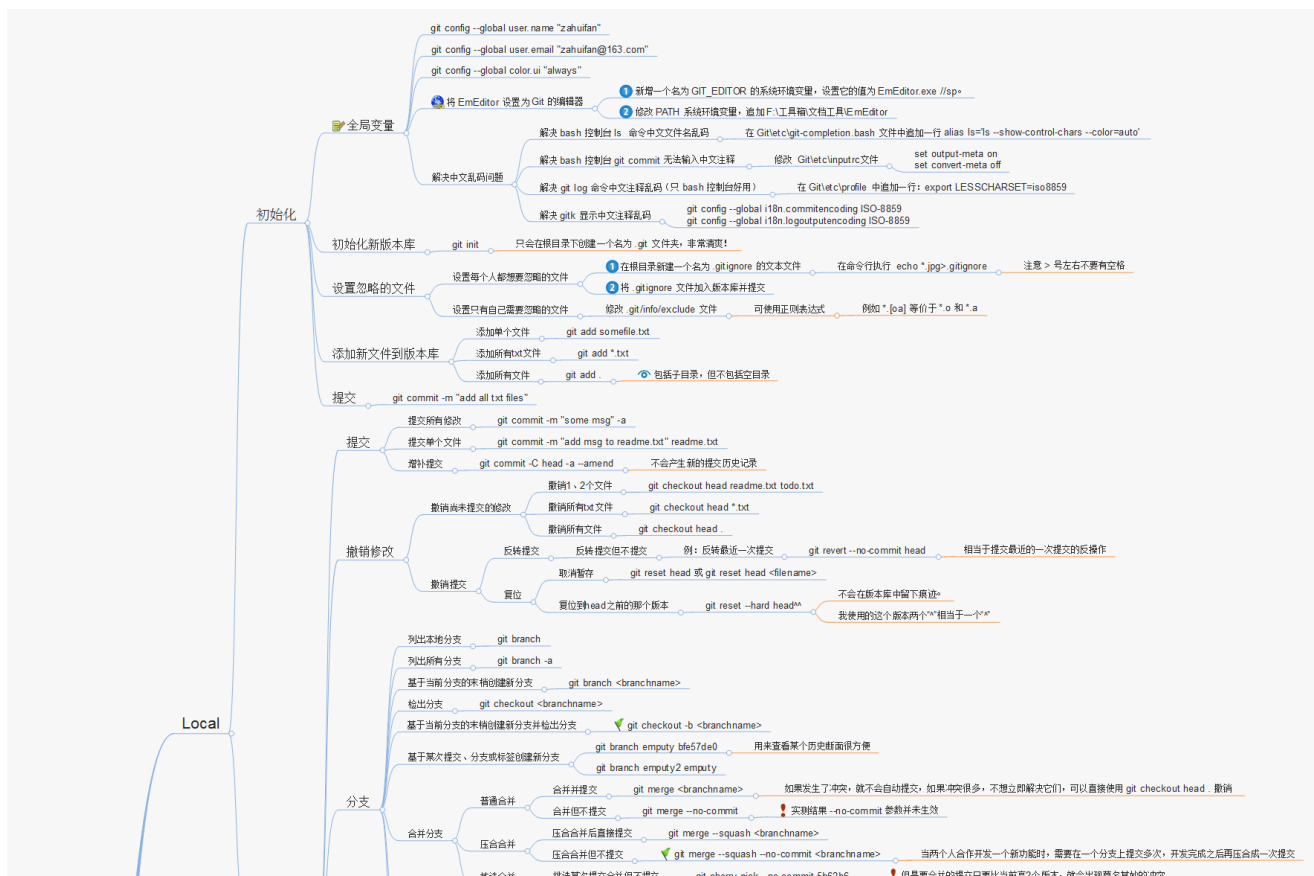 git config --global user.name "zahuifan"
git config --global user.email "zahuifan@163.com"
git config --global color.ui "always"
将 EmEditor 设置为 Git 的编辑器
1 新增一个名为 GIT_EDITOR 的系统环境变量，设置它的值为 EmEditor.exe //sp。
2 修改 PATH 系统环境变量，追加 F:\工具箱\文档工具\EmEditor
全局变量
解决 bash 控制台 ls 命令中文文件名乱码
在 Git\etc\git-completion.bash 文件中追加一行 alias ls='ls --show-control-chars --color=auto'
解决 bash 控制台 git commit 无法输入中文注释
修改 Git\etc\inputrc文件
set output-meta on
set convert-meta off
解决中文乱码问题
解决 git log 命令中文注释乱码（只 bash 控制台好用）
在 Git\etc\profile 中追加一行：export LESSCHARSET=iso8859
解决 gitk 显示中文注释乱码
git config --global i18n.commitencoding ISO-8859
git config --global i18n.logoutputencoding ISO-8859
初始化
初始化新版本库
git init
只会在根目录下创建一个名为 .git 文件夹，非常清爽！
设置忽略的文件
设置每个人都想要忽略的文件
1 在根目录新建一个名为 .gitignore 的文本文件
在命令行执行 echo *.jpg>.gitignore
注意 > 号左右不要有空格
2 将 .gitignore 文件加入版本库并提交
设置只有自己需要忽略的文件
修改 .git/info/exclude 文件
可使用正则表达式
例如 *.[oa] 等价于 *.o 和 *.a
添加新文件到版本库
添加单个文件
git add somefile.txt
添加所有txt文件
git add *.txt
添加所有文件
git add .
包括子目录，但不包括空目录
提交
git commit -m "add all txt files"
提交
提交所有修改
git commit -m "some msg" -a
提交单个文件
git commit -m "add msg to readme.txt" readme.txt
增补提交
git commit -C head -a --amend
不会产生新的提交历史记录
撤销修改
撤销尚未提交的修改
撤销1、2个文件
git checkout head readme.txt todo.txt
撤销所有txt文件
git checkout head *.txt
撤销所有文件
git checkout head .
撤销提交
反转提交
反转提交但不提交
例：反转最近一次提交
git revert --no-commit head
相当于提交最近的一次提交的反操作
复位
取消暂存
git reset head 或 git reset head <filename>
复位到head之前的那个版本
git reset --hard head^^
不会在版本库中留下痕迹。
我使用的这个版本两个"^"相当于一个"^"
Local
分支
列出本地分支
git branch
列出所有分支
git branch -a
基于当前分支的末梢创建新分支
git branch <branchname>
检出分支
git checkout <branchname>
基于当前分支的末梢创建新分支并检出分支
git checkout -b <branchname>
基于某次提交、分支或标签创建新分支
git branch emputy bfe57de0
用来查看某个历史断面很方便
git branch emputy2 emputy
合并分支
普通合并
合并并提交
git merge <branchname>
如果发生了冲突，就不会自动提交，如果冲突很多，不想立即解决它们，可以直接使用 git checkout head . 撤销
合并但不提交
git merge --no-commit
实测结果 --no-commit 参数并未生效
压合合并
压合合并后直接提交
git merge --squash <branchname>
压合合并但不提交
git merge --squash --no-commit <branchname>
当两个人合作开发一个新功能时，需要在一个分支上提交多次，开发完成之后再压合成一次提交